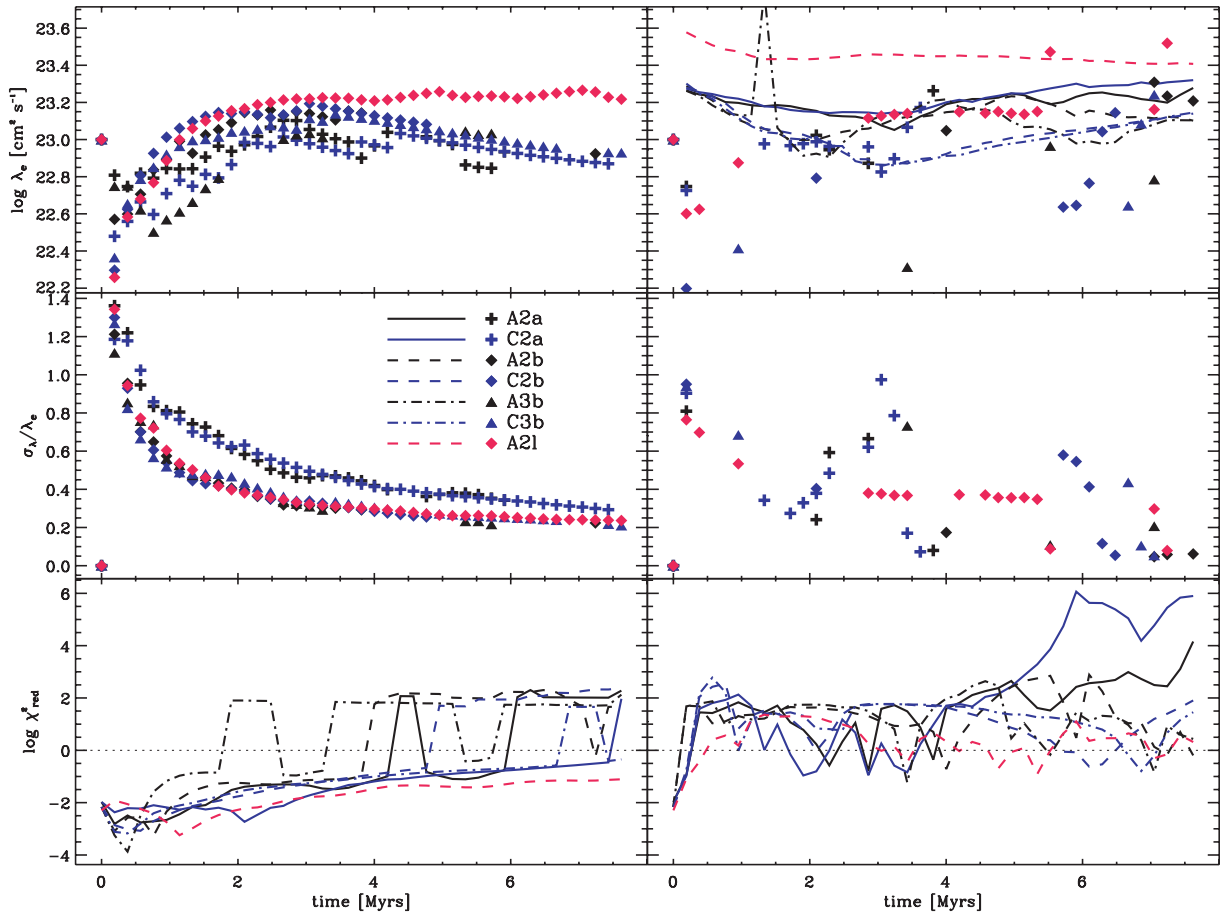 23.6
23.4
23.2
23.0
22.8
22.6
22.4
22.2
log λe [cm² s⁻¹]
1.4
1.2
1.0
0.8
0.6
0.4
0.2
0.0
σλ/λe
A2a
C2a
A2b
C2b
A3b
C3b
A2l
6
4
2
0
−2
−4
log χ²red
0 2 4 6
time [Myrs]
0 2 4 6
time [Myrs]